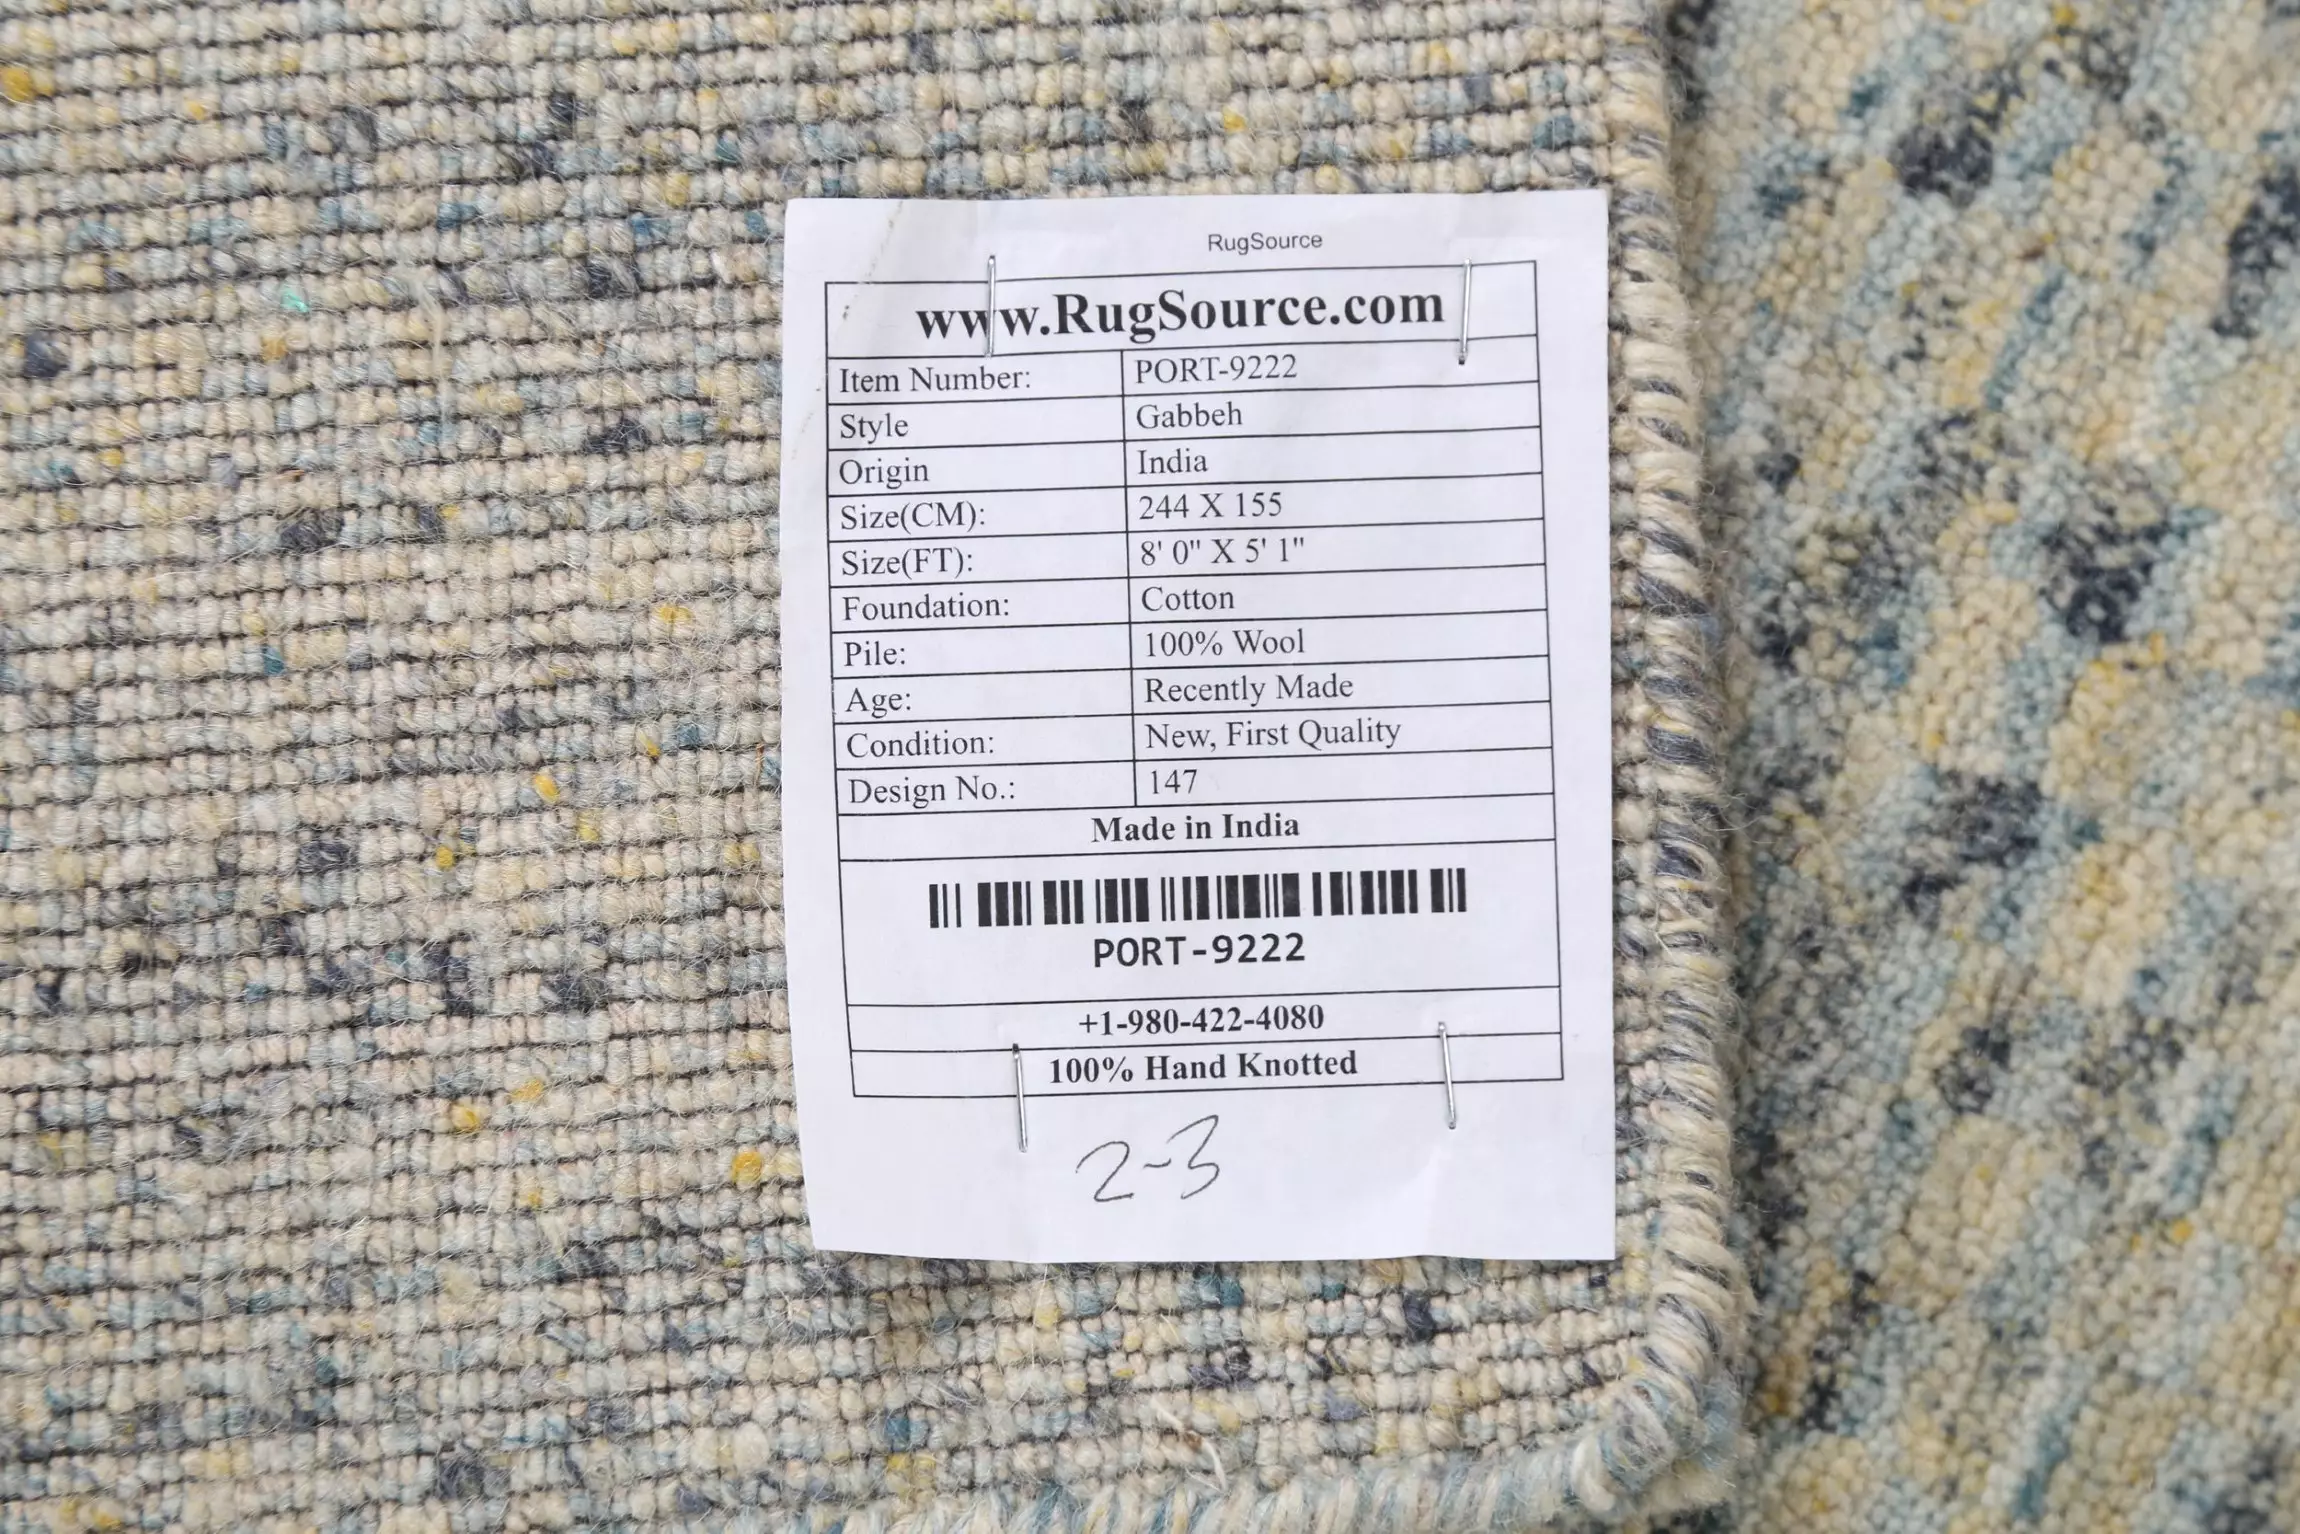 RugSource
www.RugSource.com
Item Number: PORT-9222
Style Gabbeh
Origin India
Size(CM): 244 X 155
Size(FT): 8' 0" X 5' 1"
Foundation: Cotton
Pile: 100% Wool
Age: Recently Made
Condition: New, First Quality
Design No.: 147
Made in India
PORT-9222
+1-980-422-4080
100% Hand Knotted
2-3